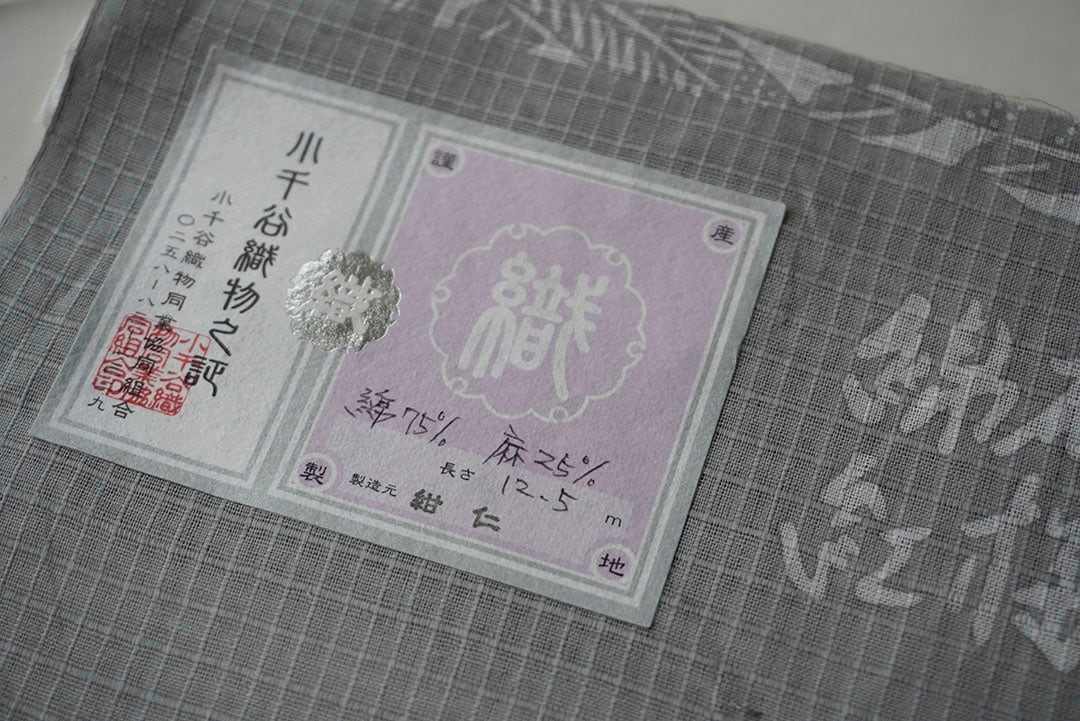 小千谷織物之証
小千谷織物同業協同組合
〇二五八ー八
織
謹
産
織
綿75% 麻25%
長さ 12.5 m
製造元 紺仁
製
地